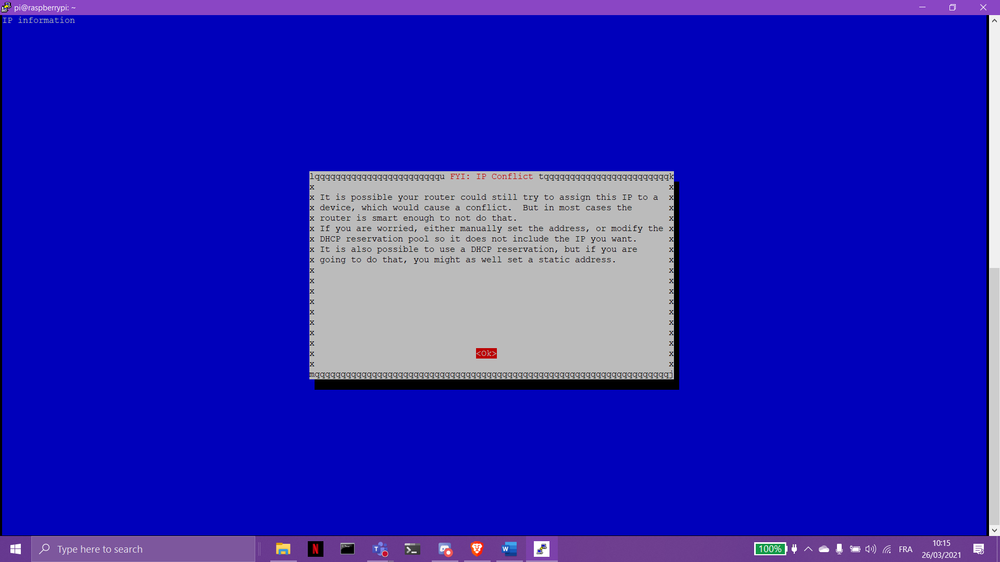 pi@raspberrypi: ~
IP information
lqqqqqqqqqqqqqqqqqqqqqqqqu FYI: IP Conflict tqqqqqqqqqqqqqqqqqqqqqqqqk
x x
x It is possible your router could still try to assign this IP to a x
x device, which would cause a conflict.  But in most cases the x
x router is smart enough to not do that. x
x If you are worried, either manually set the address, or modify the x
x DHCP reservation pool so it does not include the IP you want. x
x It is also possible to use a DHCP reservation, but if you are x
x going to do that, you might as well set a static address. x
x x
x x
x x
x x
x x
x x
x x
x x
x <Ok> x
x x
mqqqqqqqqqqqqqqqqqqqqqqqqqqqqqqqqqqqqqqqqqqqqqqqqqqqqqqqqqqqqqqqqqqqqj
Type here to search
100%
FRA
10:15
26/03/2021